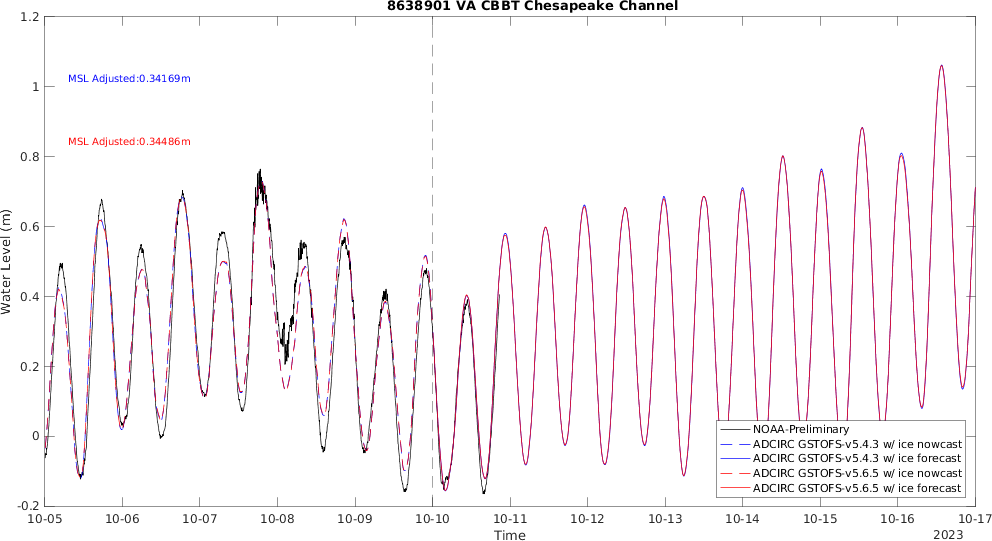 8638901 VA CBBT Chesapeake Channel
1.2
1
0.8
0.6
0.4
0.2
0
-0.2
Water Level (m)
MSL Adjusted:0.34169m
MSL Adjusted:0.34486m
NOAA-Preliminary
ADCIRC GSTOFS-v5.4.3 w/ ice nowcast
ADCIRC GSTOFS-v5.4.3 w/ ice forecast
ADCIRC GSTOFS-v5.6.5 w/ ice nowcast
ADCIRC GSTOFS-v5.6.5 w/ ice forecast
10-05 10-06 10-07 10-08 10-09 10-10 10-11 10-12 10-13 10-14 10-15 10-16 10-17
Time
2023